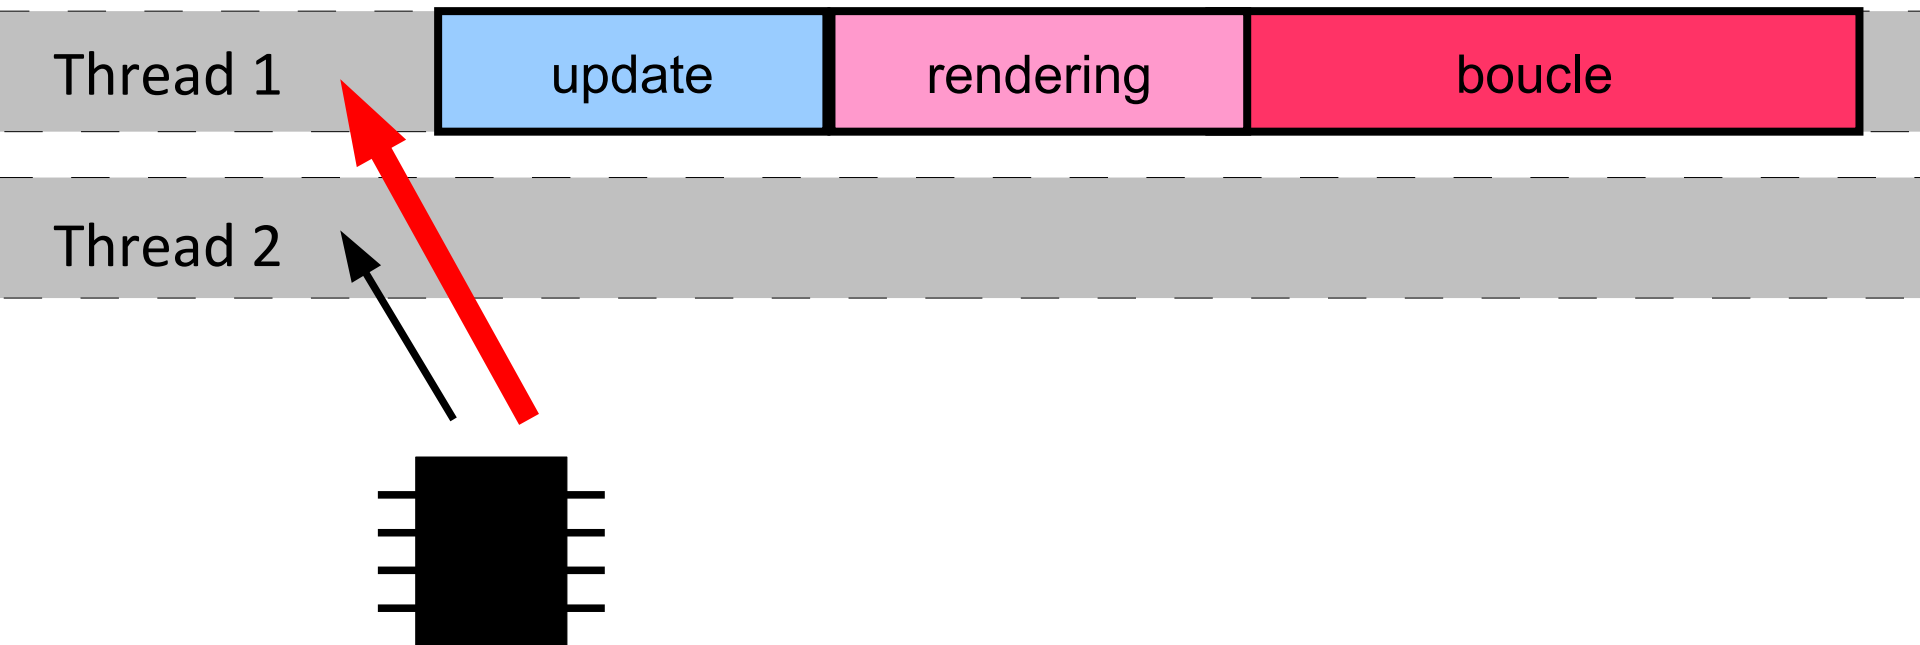 Thread 1
update
rendering
boucle
Thread 2